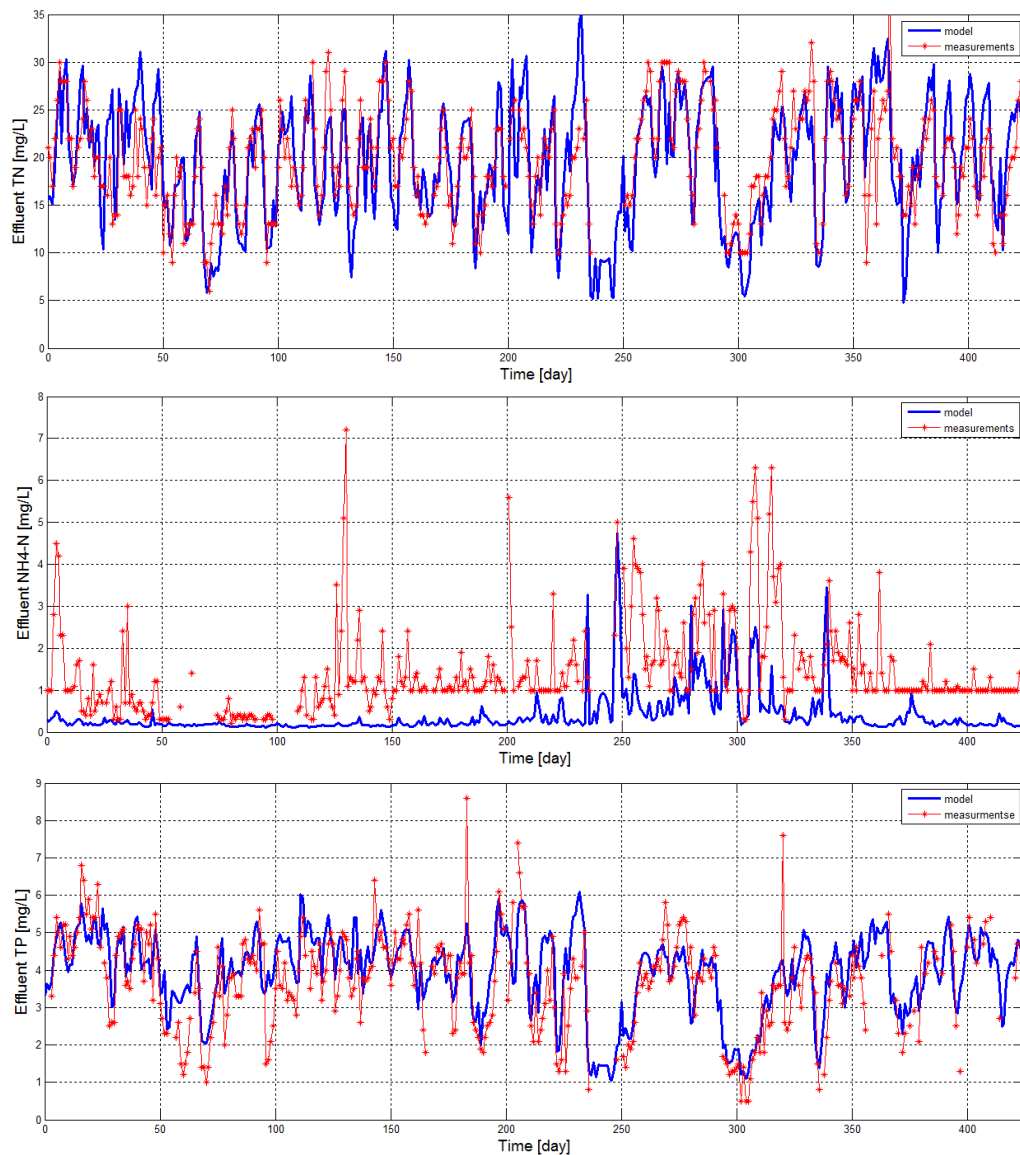 35
30
25
20
15
10
5
0
Effluent TN [mg/L]
model
measurements
0 50 100 150 200 250 300 350 400
Time [day]
8
7
6
5
4
3
2
1
0
Effluent NH4-N [mg/L]
model
measurements
0 50 100 150 200 250 300 350 400
Time [day]
9
8
7
6
5
4
3
2
1
0
Effluent TP [mg/L]
model
measurmentse
0 50 100 150 200 250 300 350 400
Time [day]